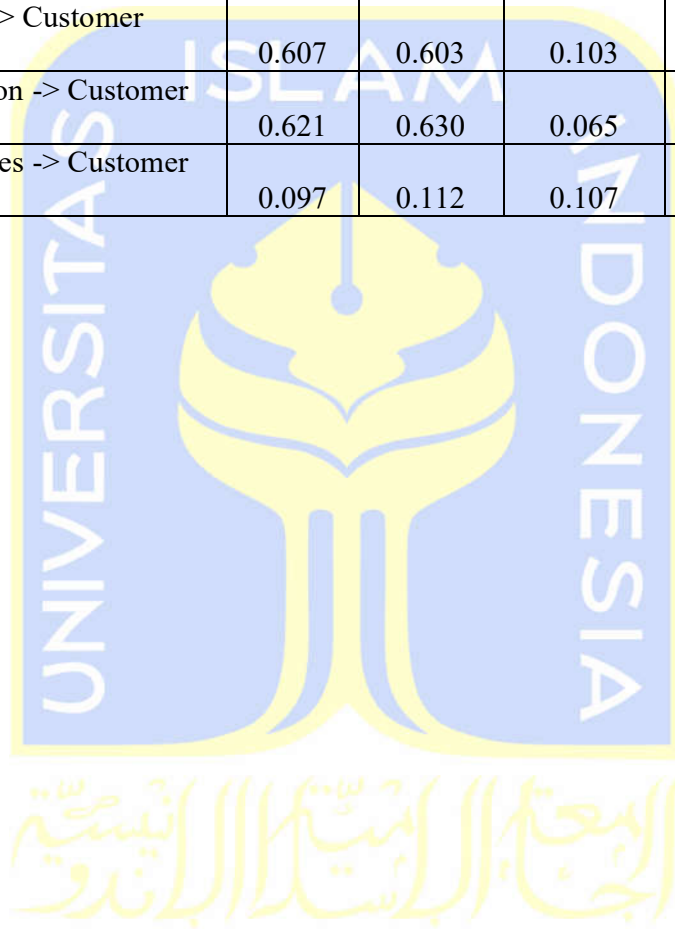 > Customer
0.607 0.603 0.103
on -> Customer
0.621 0.630 0.065
es -> Customer
0.097 0.112 0.107
UNIVERSITAS
ISLAM
INDONESIA